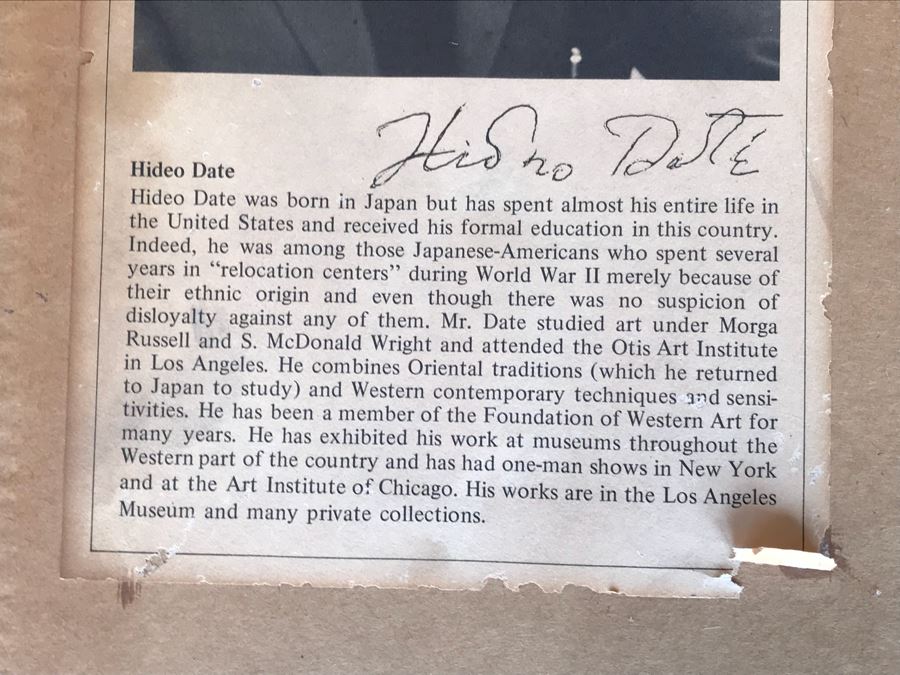 Hideo Date
Hideo Date
Hideo Date was born in Japan but has spent almost his entire life in
the United States and received his formal education in this country.
Indeed, he was among those Japanese-Americans who spent several
years in “relocation centers” during World War II merely because of
their ethnic origin and even though there was no suspicion of
disloyalty against any of them. Mr. Date studied art under Morga
Russell and S. McDonald Wright and attended the Otis Art Institute
in Los Angeles. He combines Oriental traditions (which he returned
to Japan to study) and Western contemporary techniques and sensi-
tivities. He has been a member of the Foundation of Western Art for
many years. He has exhibited his work at museums throughout the
Western part of the country and has had one-man shows in New York
and at the Art Institute of Chicago. His works are in the Los Angeles
Museum and many private collections.